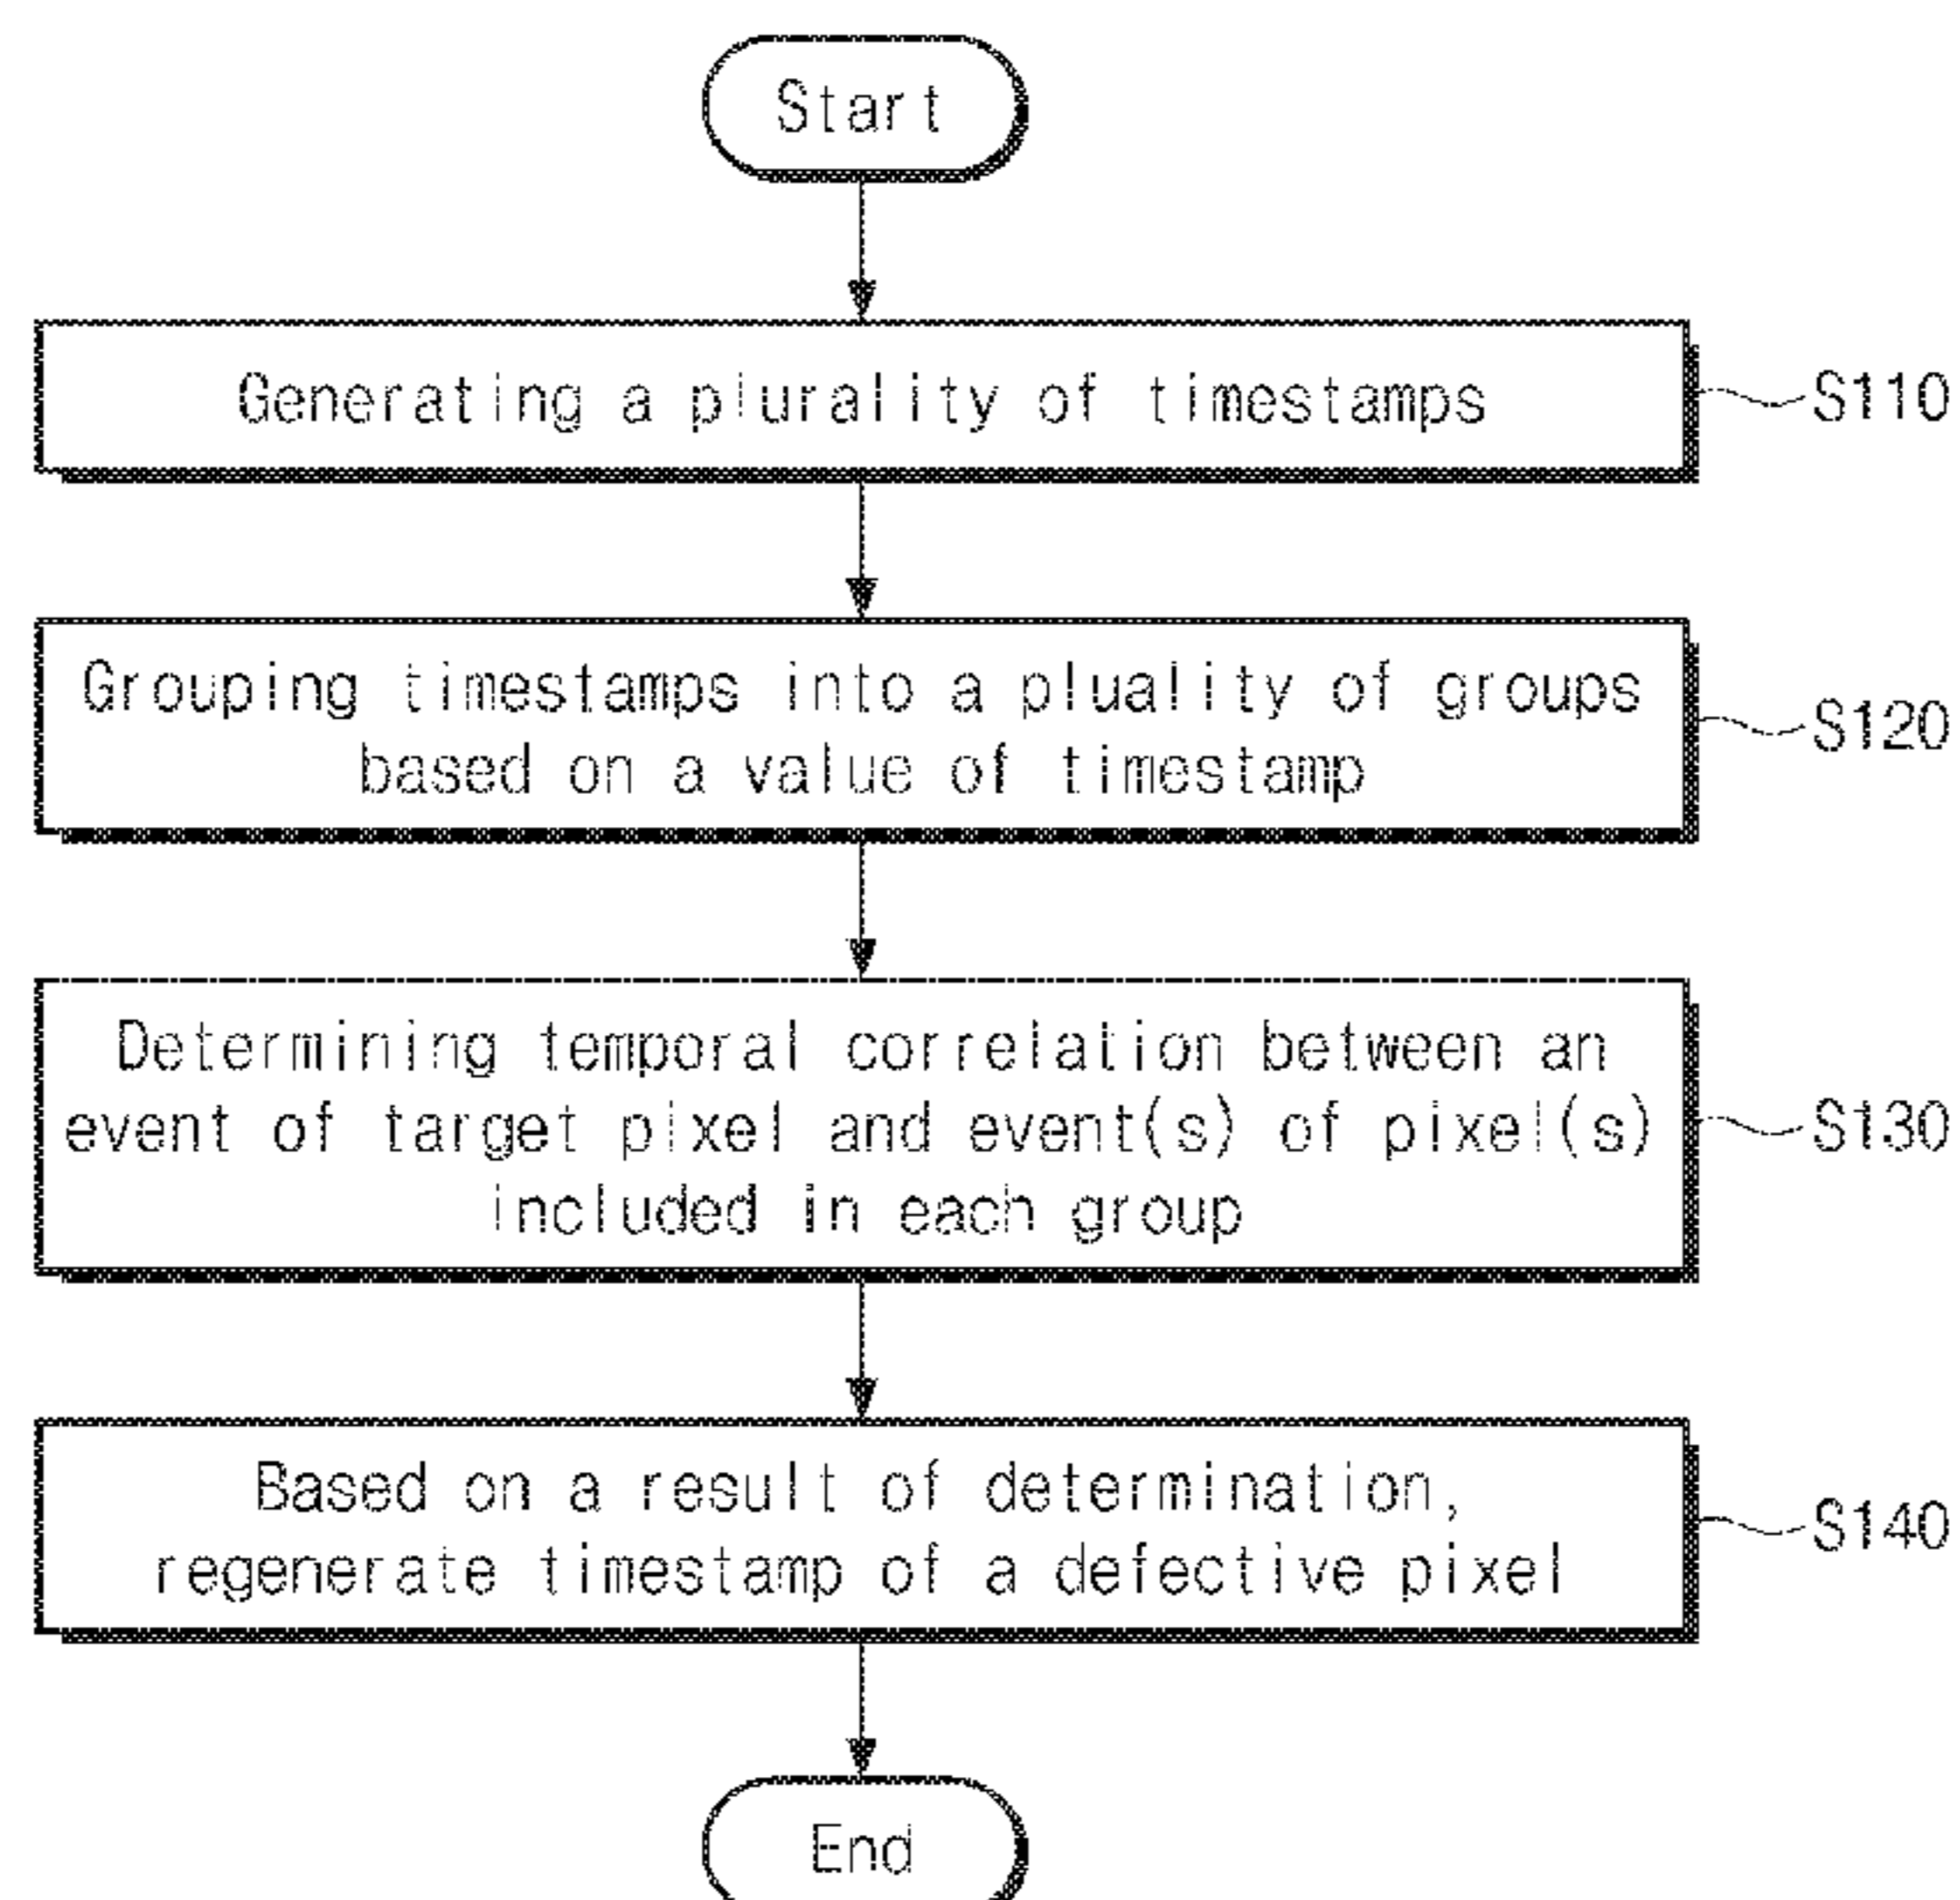 Start
Generating a plurality of timestamps
S110
Grouping timestamps into a pluality of groups
based on a value of timestamp
S120
Determining temporal correlation between an
event of target pixel and event(s) of pixel(s)
included in each group
S130
Based on a result of determination,
regenerate timestamp of a defective pixel
S140
End